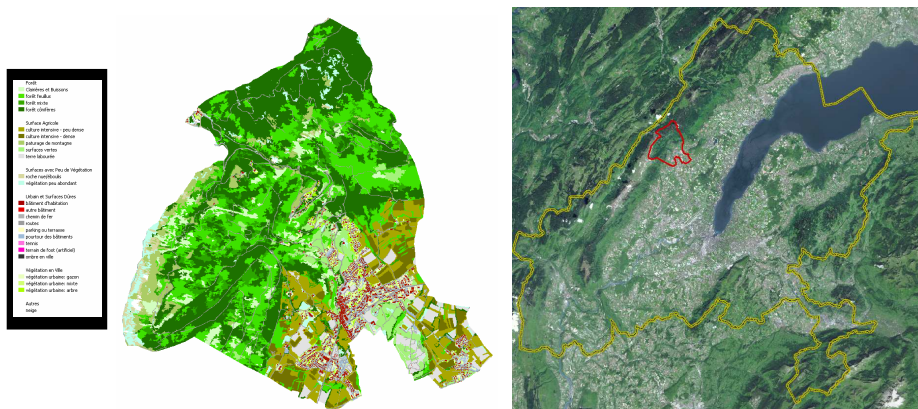 Forêt
Clairières et Buissons
forêt feuillus
forêt mixte
forêt conifères
Surface Agricole
culture intensive - peu dense
culture intensive - dense
paturage de montagne
surfaces vertes
terre labourée
Surfaces avec Peu de Végétation
roche nue/éboulis
végétation peu abondant
Urbain et Surfaces Dures
bâtiment d'habitation
autre bâtiment
chemin de fer
routes
parking ou terrasse
pourtour des bâtiments
tennis
terrain de foot (artificiel)
ombre en ville
Végétation en Ville
végétation urbaine: gazon
végétation urbaine: mixte
végétation urbaine: arbre
Autres
neige